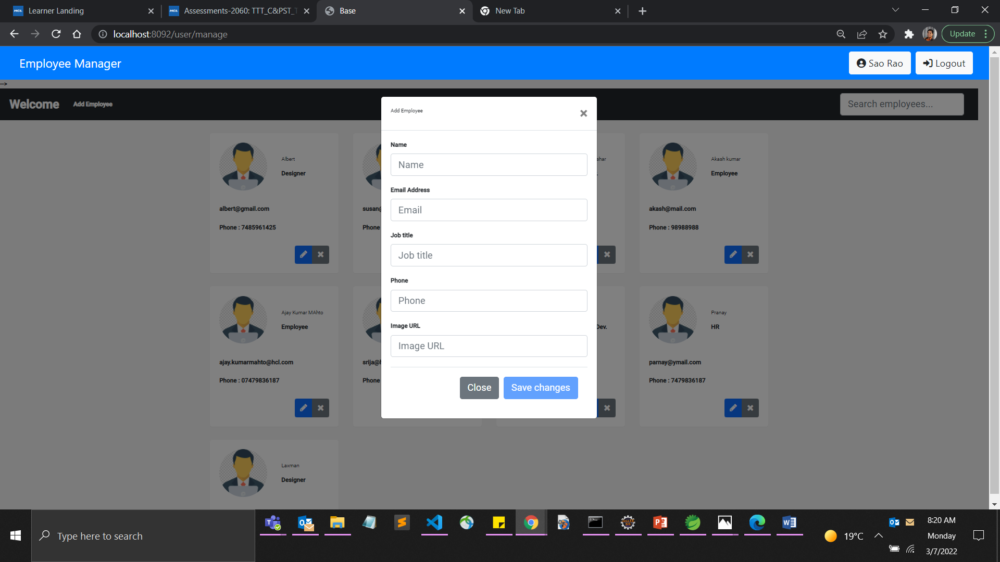 Learner Landing
Assessments-2060: TTT_C&PST_T
Base
New Tab
localhost:8092/user/manage
Update
Employee Manager
Sao Rao
Logout
-->
Welcome
Add Employee
Search employees...
Add Employee
×
Name
Name
Email Address
Email
Job title
Job title
Phone
Phone
Image URL
Image URL
Close
Save changes
Albert
Designer
albert@gmail.com
Phone : 7485961425
susan@
Phone
shar
Akash kumar
Employee
akash@mail.com
Phone : 98988988
Ajay Kumar MAhto
Employee
ajay.kumarmahto@hcl.com
Phone : 07479836187
srija@h
Phone
Dev.
Pranay
HR
parnay@ymail.com
Phone : 7479836187
Laxman
Designer
Type here to search
19°C
8:20 AM
Monday
3/7/2022